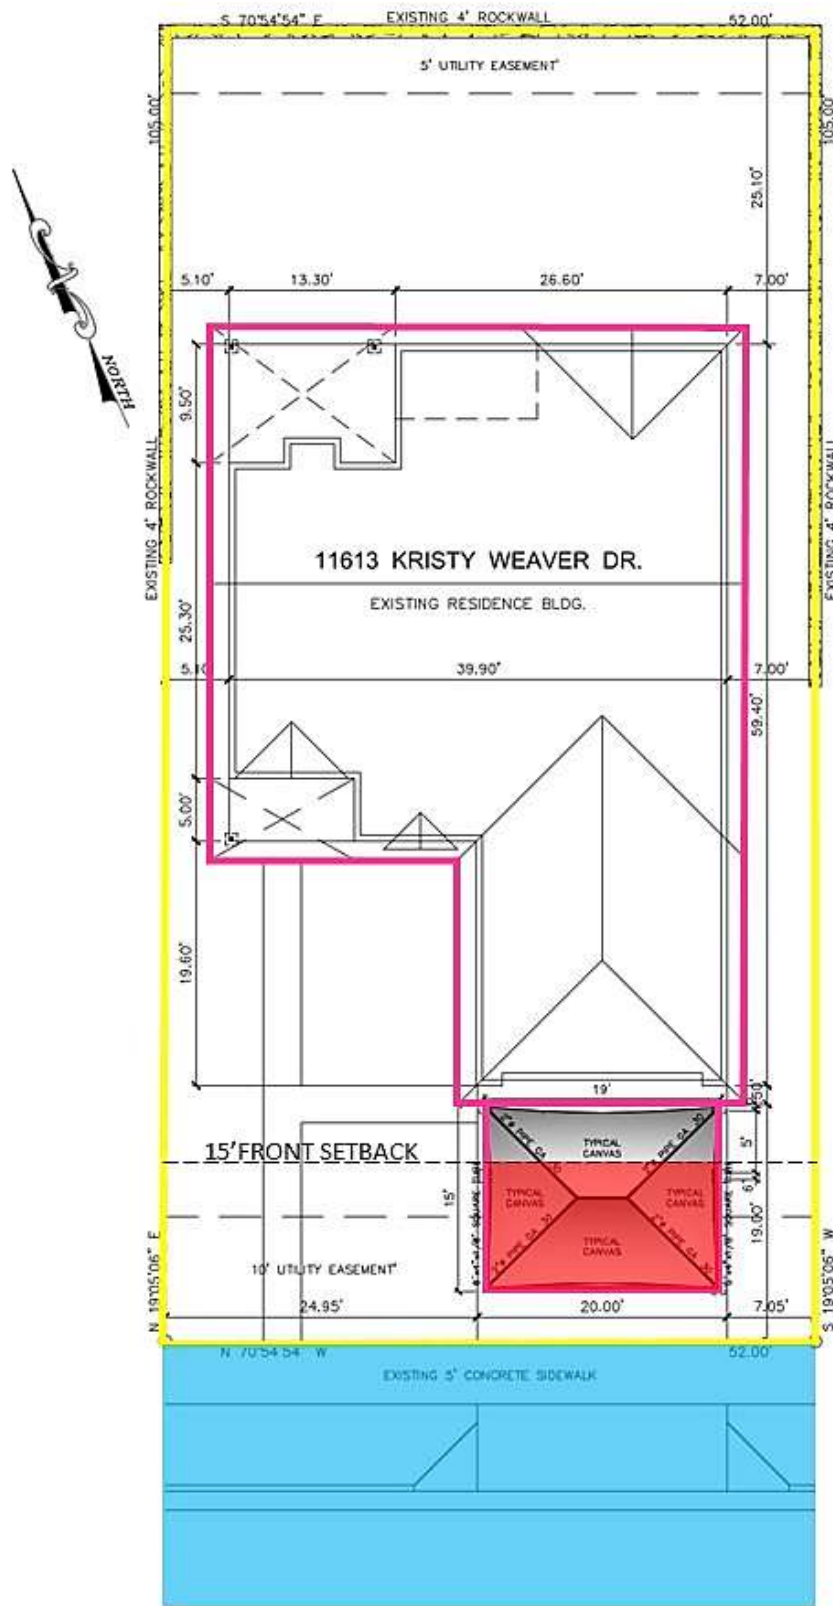 S 70°54'54" E
EXISTING 4' ROCKWALL
52.00'
5' UTILITY EASEMENT
105.00'
105.00'
25.10'
NORTH
5.10'
13.30'
26.60'
7.00'
9.50'
EXISTING 4' ROCKWALL
EXISTING 4' ROCKWALL
11613 KRISTY WEAVER DR.
EXISTING RESIDENCE BLDG.
25.30'
5.10
39.90'
7.00'
59.40'
5.00'
19.60'
19'
TYPICAL
CANVAS
5'
15' FRONT SETBACK
TYPICAL
CANVAS
TYPICAL
CANVAS
15'
6"
19.00'
TYPICAL
CANVAS
10' UTILITY EASEMENT
N 19°05'06" E
S 19°05'06" W
24.95'
20.00'
7.05'
N 70°54'54" W
52.00'
EXISTING 5' CONCRETE SIDEWALK